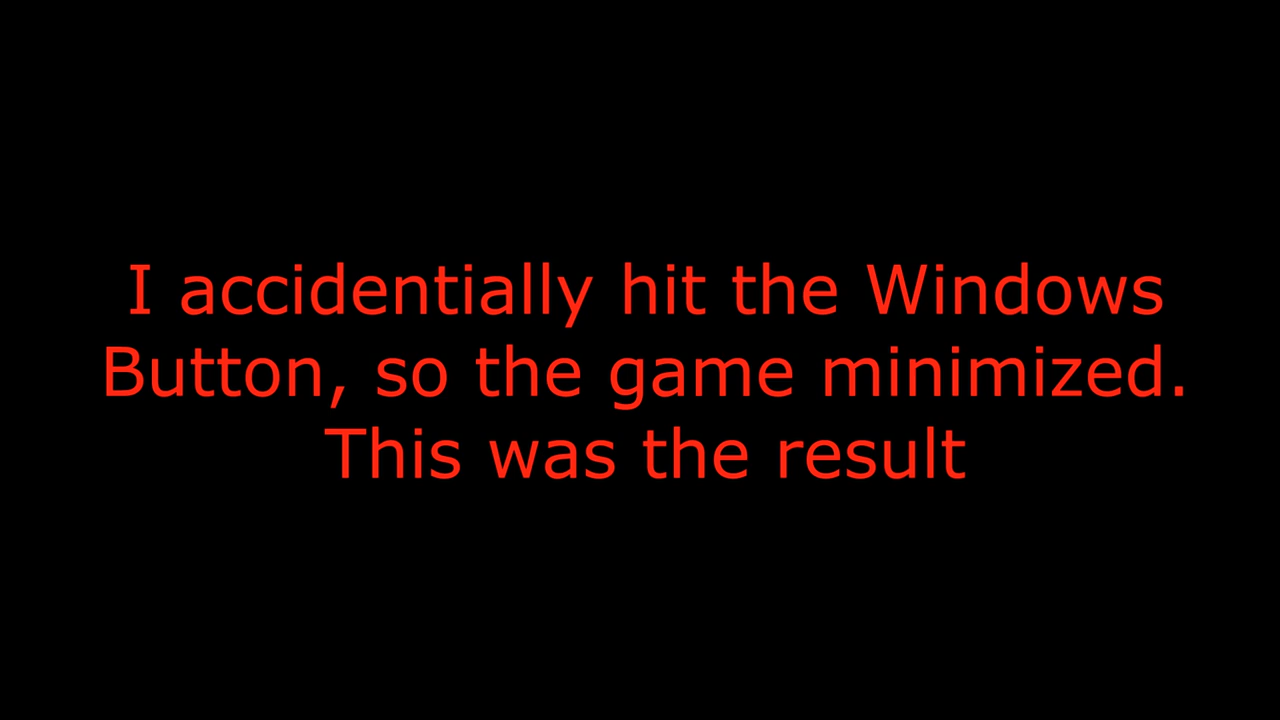 I accidentially hit the Windows
Button, so the game minimized.
This was the result